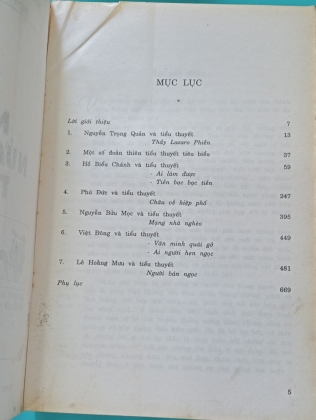 MỤC LỤC
Lời giới thiệu 7
1. Nguyễn Trọng Quản và tiểu thuyết 13
Thầy Lazaro Phiền
2. Một số đoản thiên tiểu thuyết tiêu biểu 37
3. Hồ Biểu Chánh và tiểu thuyết 59
- Ai làm được
- Tiền bạc bạc tiền
4. Phú Đức và tiểu thuyết 247
Châu về hiệp phố
5. Nguyễn Bửu Mọc và tiểu thuyết 395
Mạng nhà nghèo
6. Việt Đông và tiểu thuyết 449
- Văn minh quái gở
- Ai người hẹn ngọc
7. Lê Hoằng Mưu và tiểu thuyết 481
Người bán ngọc
Phụ lục 669
5